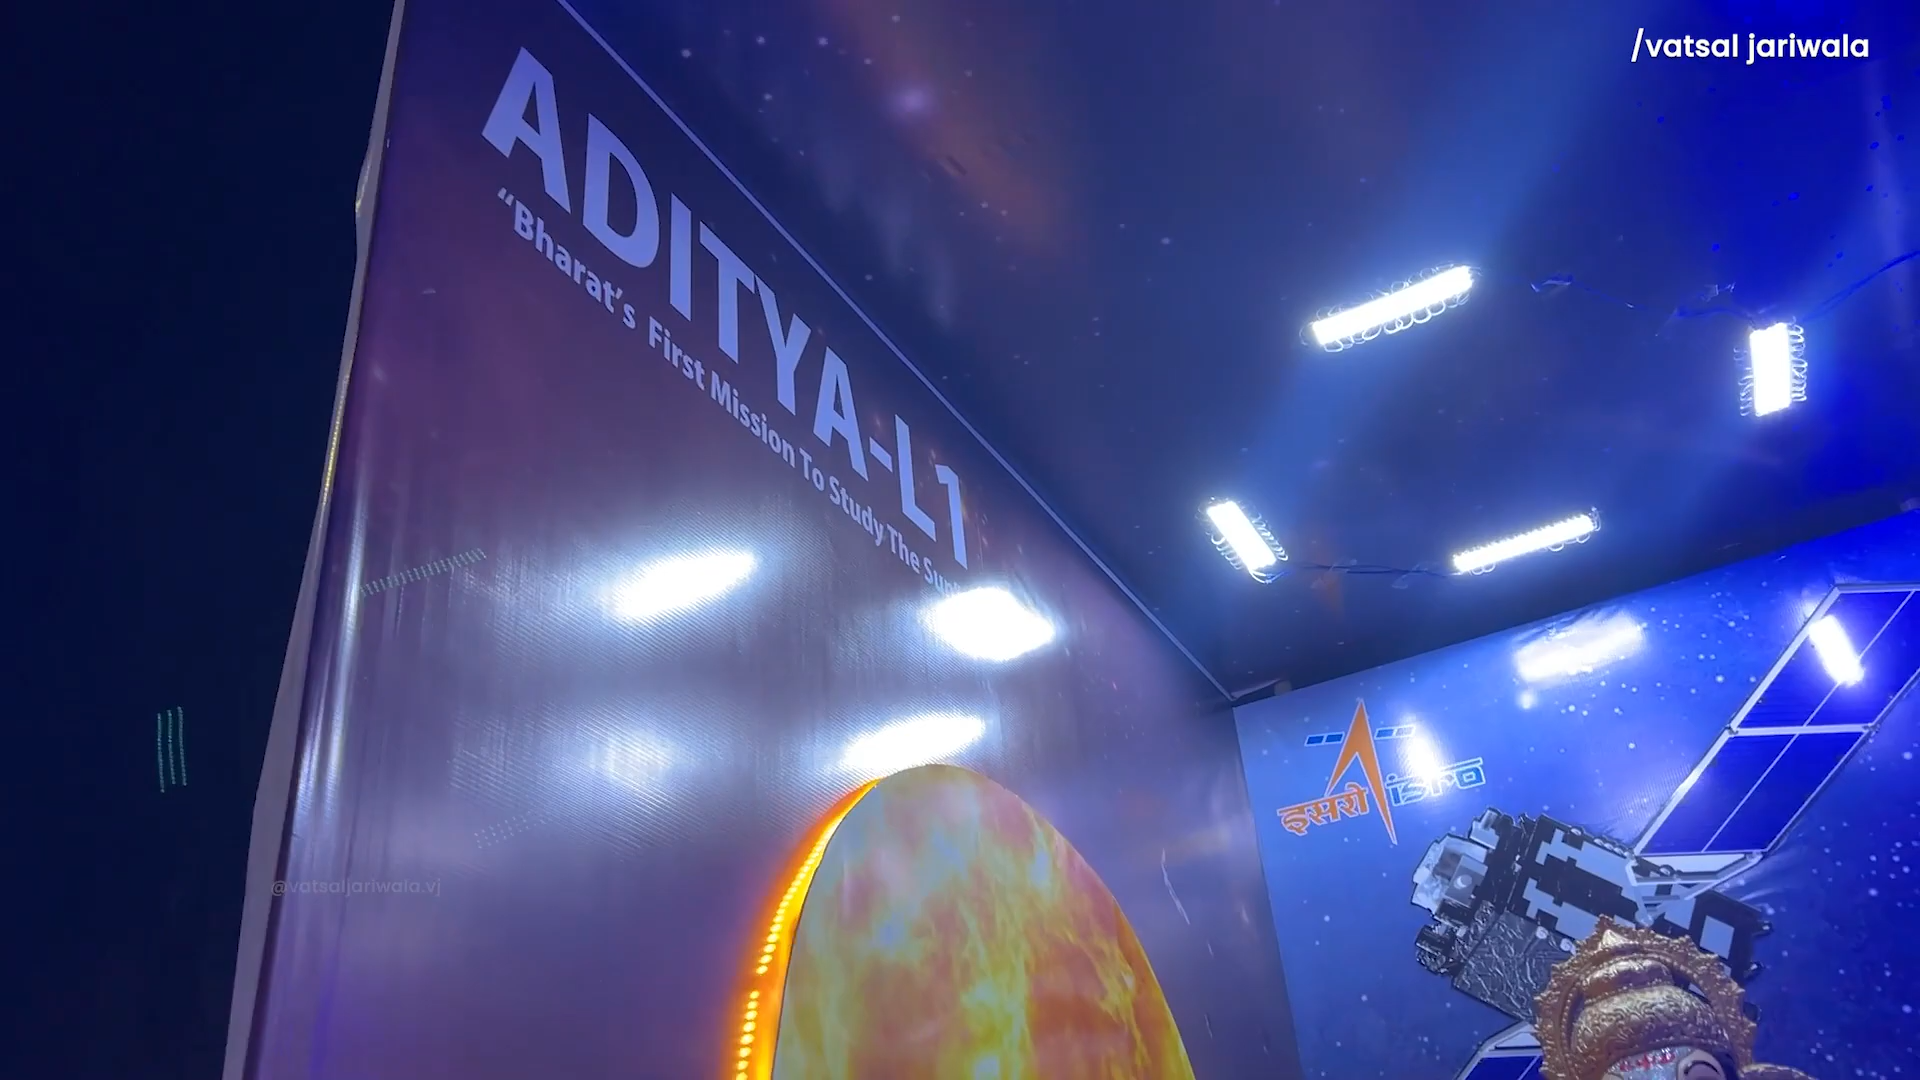 /vatsal jariwala
ADITYA-L1
“Bharat’s First Mission To Study The Sun”
इसरो isro
@vatsaljariwala.vj